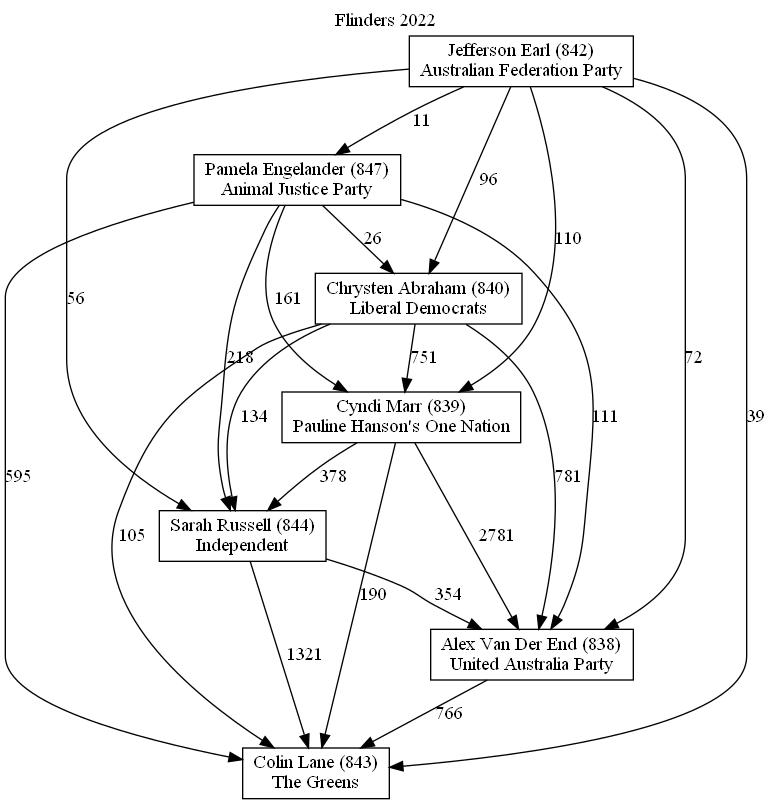 Flinders 2022
Jefferson Earl (842)
Australian Federation Party
11
Pamela Engelander (847)
Animal Justice Party
96
26
110
Chrysten Abraham (840)
Liberal Democrats
56
161
218
751
72
Cyndi Marr (839)
Pauline Hanson's One Nation
134
111
39
595
378
781
Sarah Russell (844)
Independent
105
2781
190
354
1321
Alex Van Der End (838)
United Australia Party
766
Colin Lane (843)
The Greens